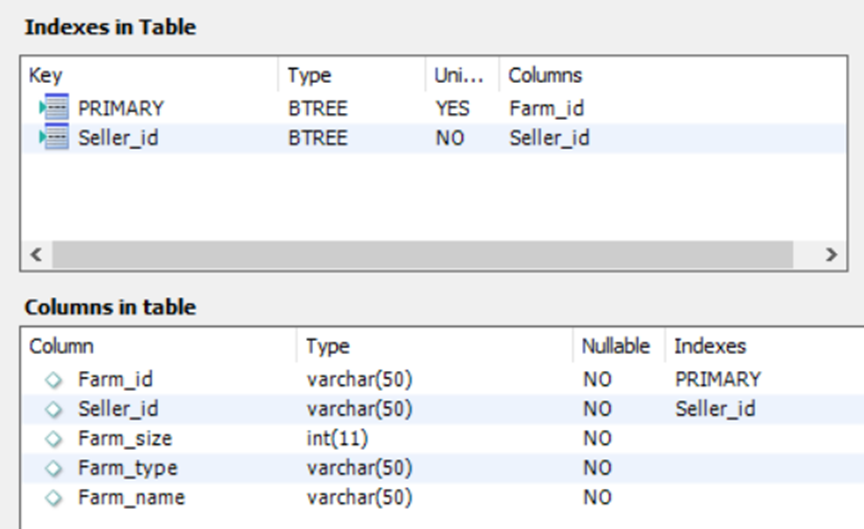 Indexes in Table
Key Type Uni... Columns
PRIMARY BTREE YES Farm_id
Seller_id BTREE NO Seller_id
Columns in table
Column Type Nullable Indexes
Farm_id varchar(50) NO PRIMARY
Seller_id varchar(50) NO Seller_id
Farm_size int(11) NO
Farm_type varchar(50) NO
Farm_name varchar(50) NO